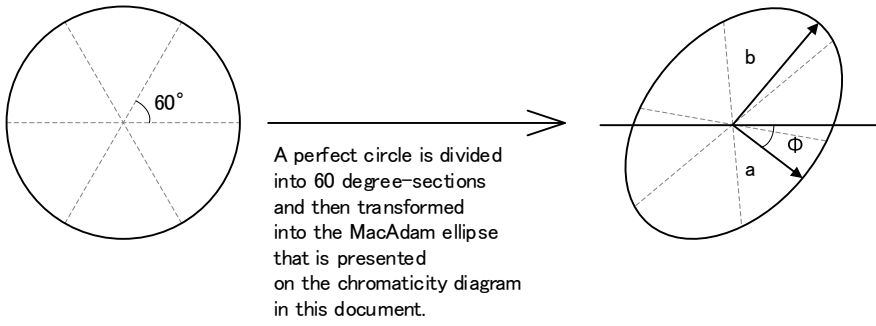 60°
A perfect circle is divided
into 60 degree-sections
and then transformed
into the MacAdam ellipse
that is presented
on the chromaticity diagram
in this document.
b
Φ
a